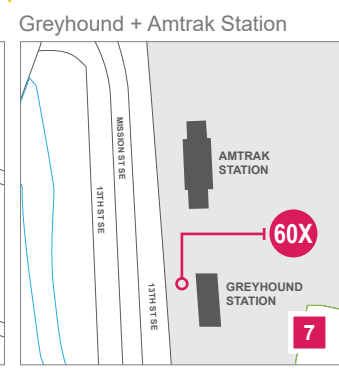 Greyhound + Amtrak Station
MISSION ST SE
13TH ST SE
13TH ST SE
AMTRAK
STATION
60X
GREYHOUND
STATION
7